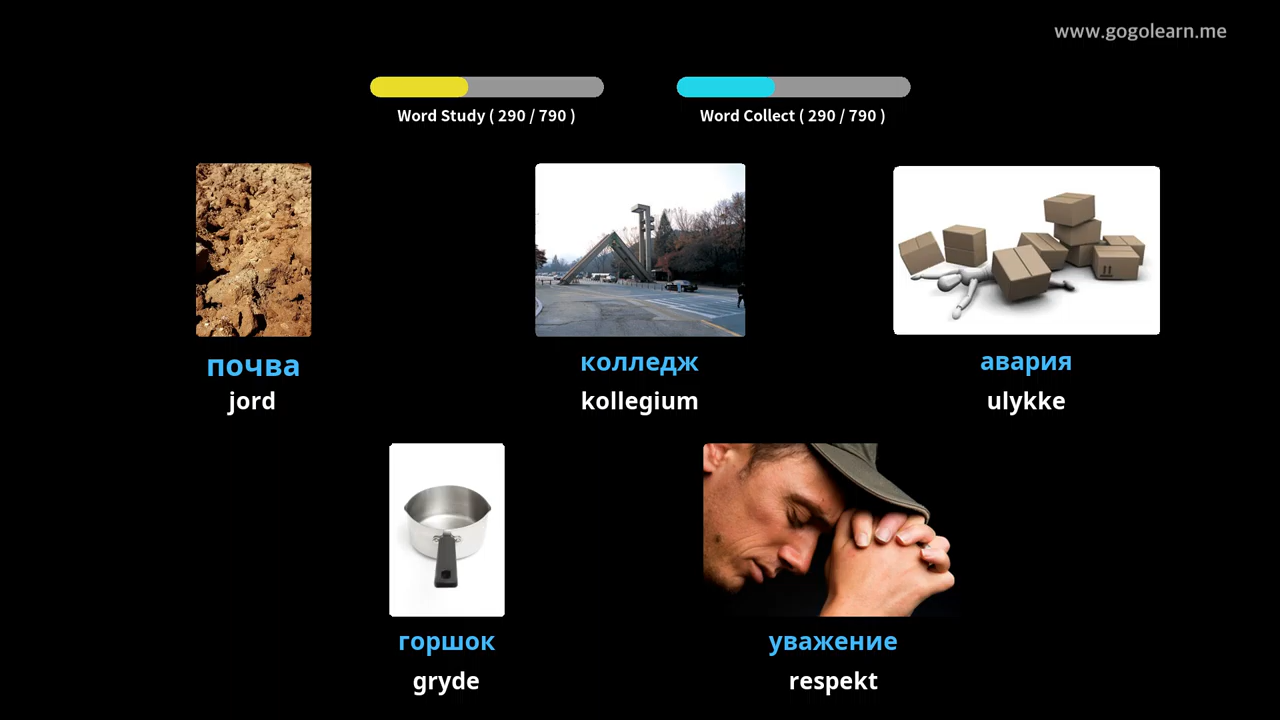 www.gogolearn.me
Word Study ( 290 / 790 )
Word Collect ( 290 / 790 )
почва
jord
колледж
kollegium
авария
ulykke
горшок
gryde
уважение
respekt